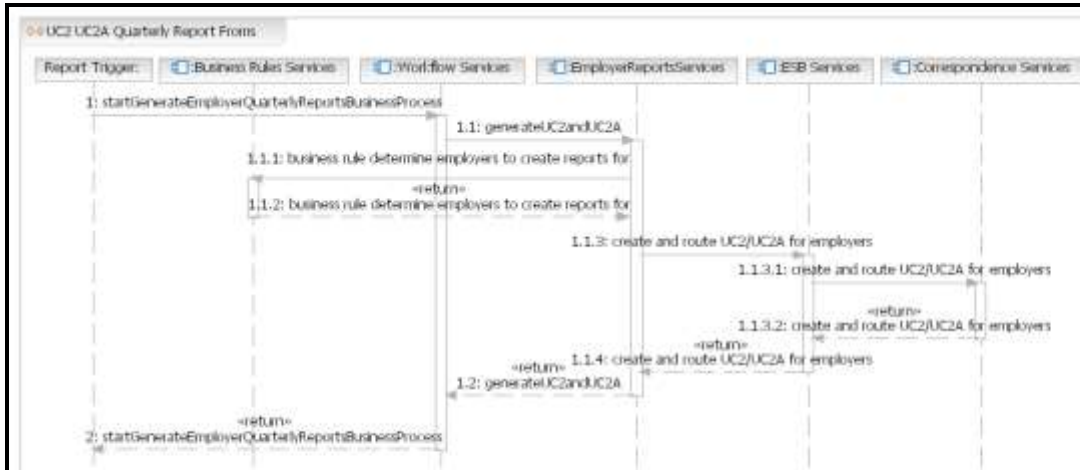 UC2 UC2A Quarterly Report Froms
Report Trigger: :Business Rules Services :Workflow Services :EmployerReportsServices :ESB Services :Correspondence Services
1: startGenerateEmployerQuarterlyReportsBusinessProcess
1.1: generateUC2andUC2A
1.1.1: business rule determine employers to create reports for
«return»
1.1.2: business rule determine employers to create reports for
1.1.3: create and route UC2/UC2A for employers
1.1.3.1: create and route UC2/UC2A for employers
«return»
1.1.3.2: create and route UC2/UC2A for employers
«return»
1.1.4: create and route UC2/UC2A for employers
«return»
1.2: generateUC2andUC2A
«return»
2: startGenerateEmployerQuarterlyReportsBusinessProcess